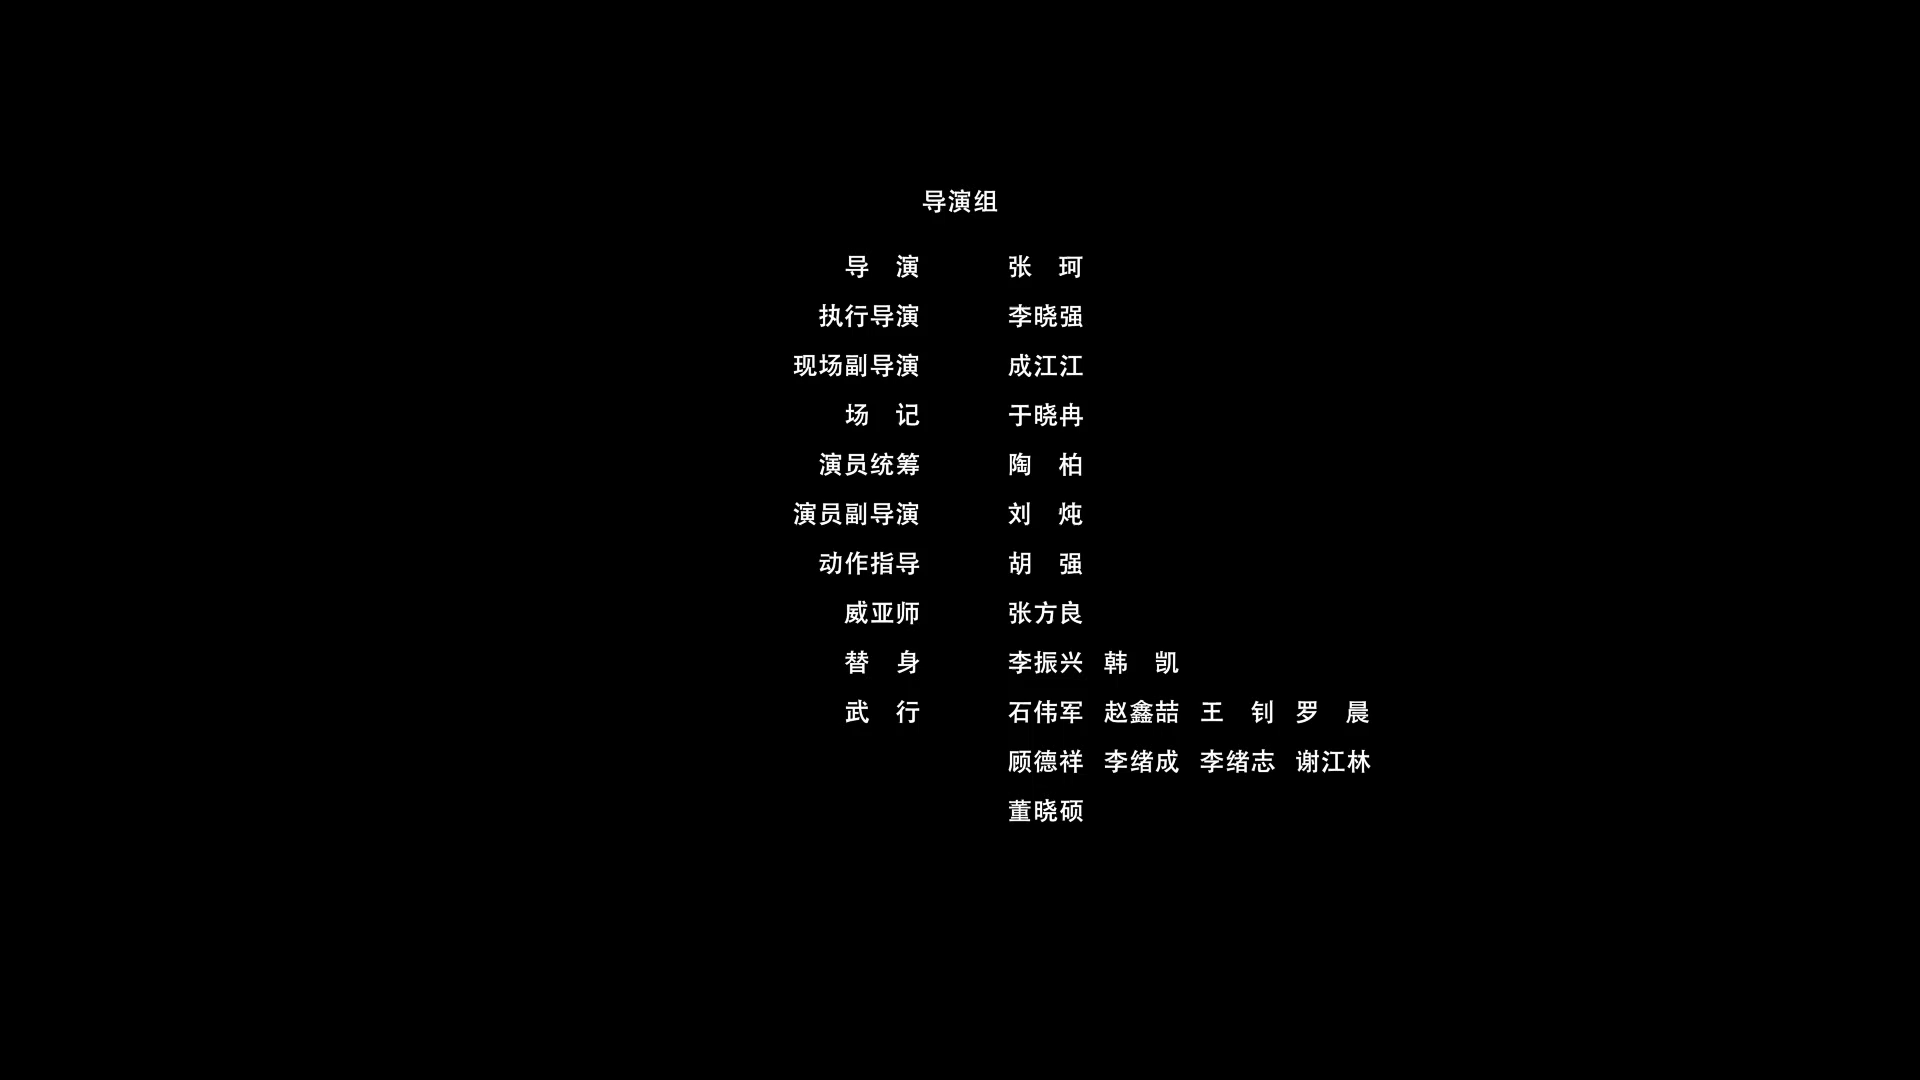 导演组
导　演　张　珂
执行导演　李晓强
现场副导演　成江江
场　记　于晓冉
演员统筹　陶　柏
演员副导演　刘　炖
动作指导　胡　强
威亚师　张方良
替　身　李振兴 韩　凯
武　行　石伟军 赵鑫喆 王　钊 罗　晨
顾德祥 李绪成 李绪志 谢江林
董晓硕